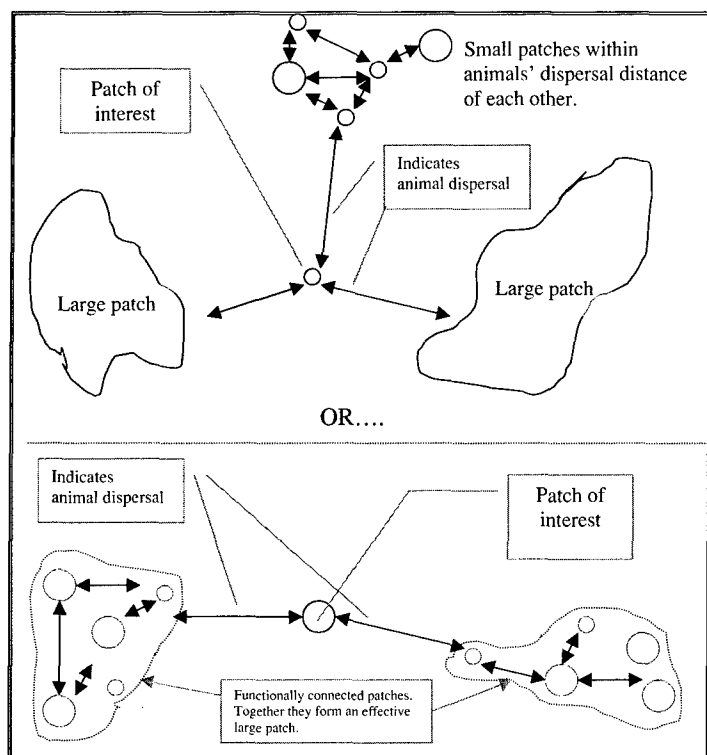 Small patches within
animals' dispersal distance
of each other.
Patch of
interest
Indicates
animal dispersal
Large patch
Large patch
OR....
Indicates
animal dispersal
Patch of
interest
Functionally connected patches.
Together they form an effective
large patch.